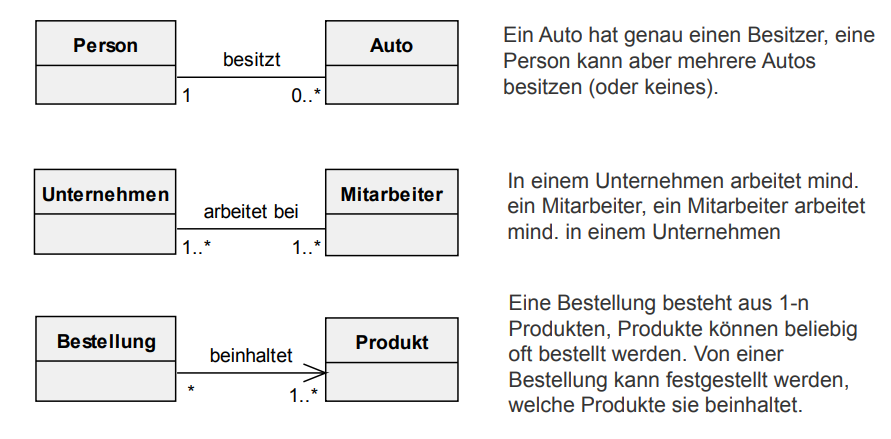 Person
Auto
besitzt
1
0..*
Ein Auto hat genau einen Besitzer, eine
Person kann aber mehrere Autos
besitzen (oder keines).
Unternehmen
Mitarbeiter
arbeitet bei
1..*
1..*
In einem Unternehmen arbeitet mind.
ein Mitarbeiter, ein Mitarbeiter arbeitet
mind. in einem Unternehmen
Bestellung
Produkt
beinhaltet
*
1..*
Eine Bestellung besteht aus 1-n
Produkten, Produkte können beliebig
oft bestellt werden. Von einer
Bestellung kann festgestellt werden,
welche Produkte sie beinhaltet.